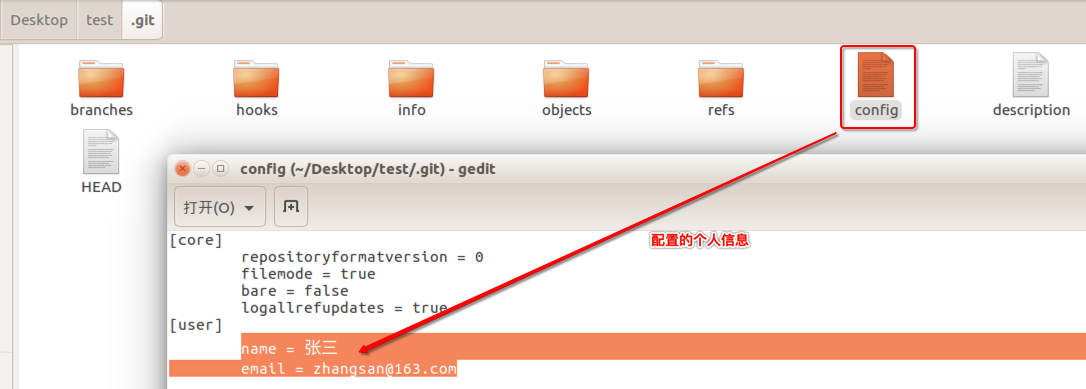 Desktop test .git
branches hooks info objects refs config description
HEAD
config (~/Desktop/test/.git) - gedit
打开(O)
配置的个人信息
[core]
repositoryformatversion = 0
filemode = true
bare = false
logallrefupdates = true
[user]
name = 张三
email = zhangsan@163.com